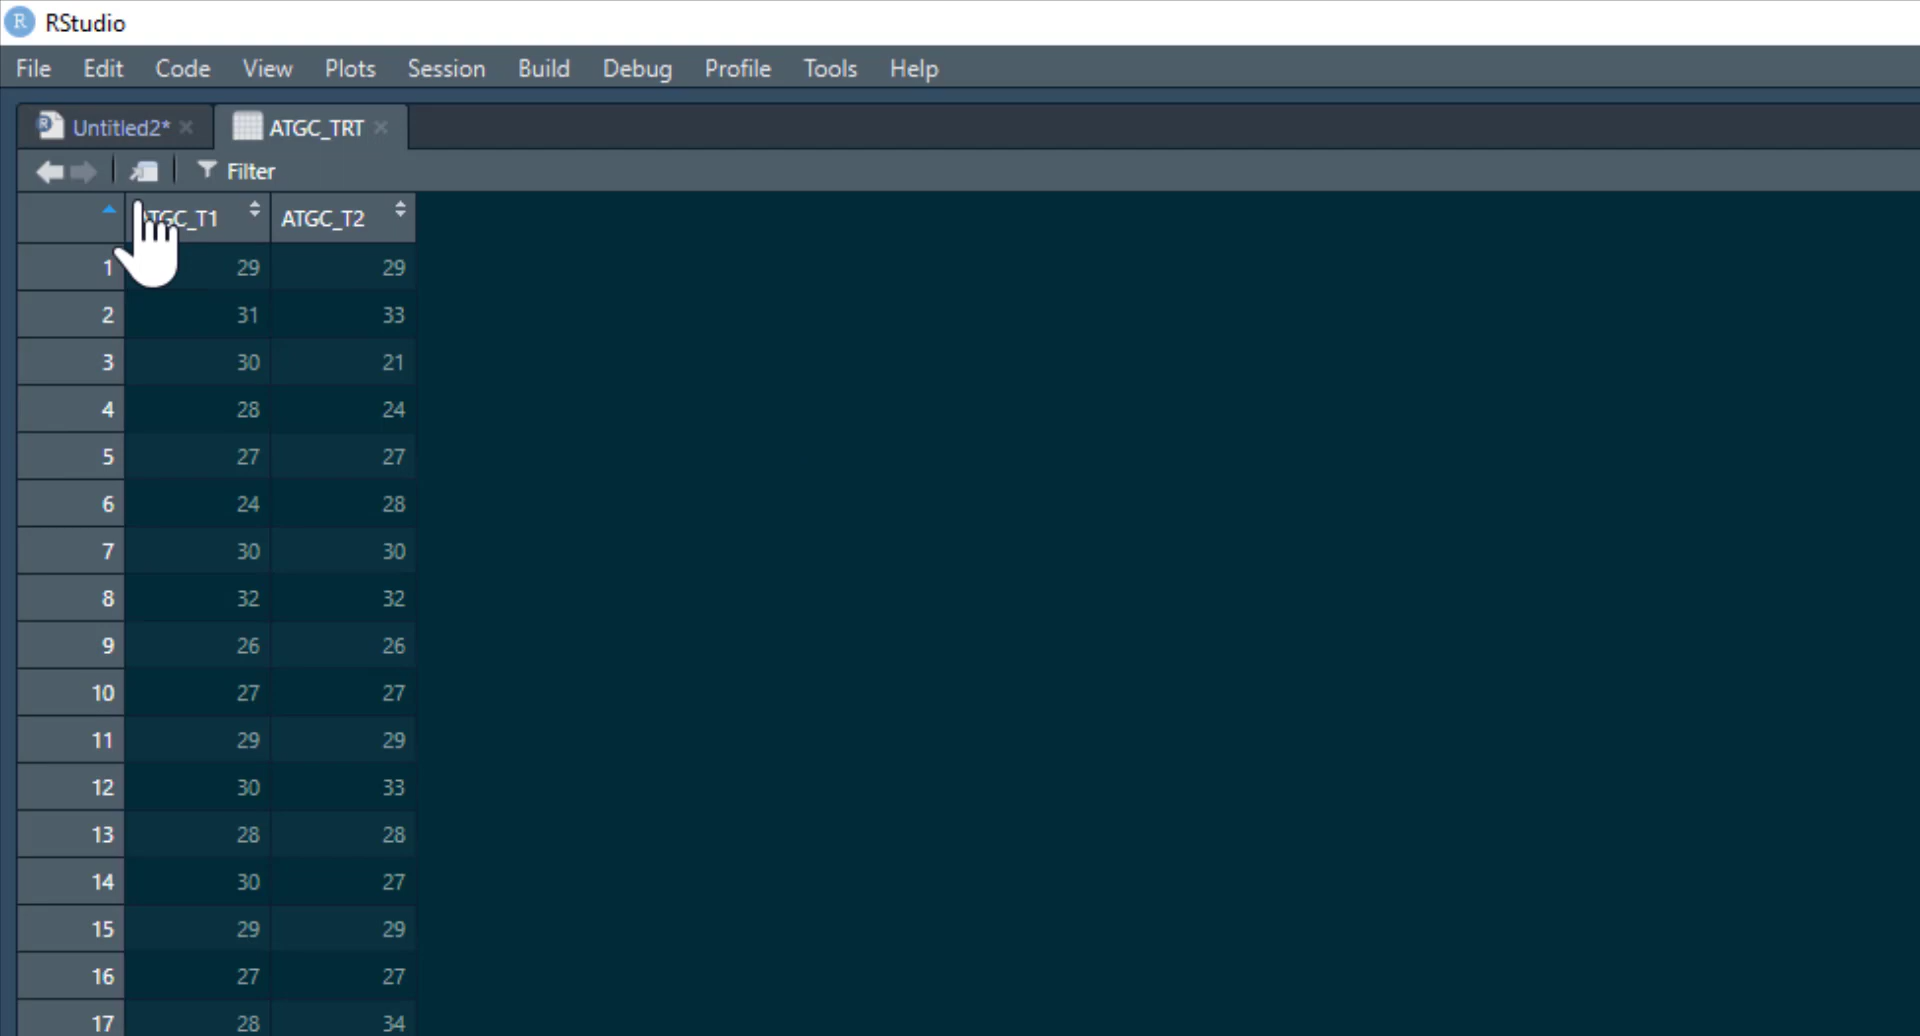 RStudio
File Edit Code View Plots Session Build Debug Profile Tools Help
Untitled2* ATGC_TRT
Filter
ATGC_T1 ATGC_T2
1 29 29
2 31 33
3 30 21
4 28 24
5 27 27
6 24 28
7 30 30
8 32 32
9 26 26
10 27 27
11 29 29
12 30 33
13 28 28
14 30 27
15 29 29
16 27 27
17 28 34